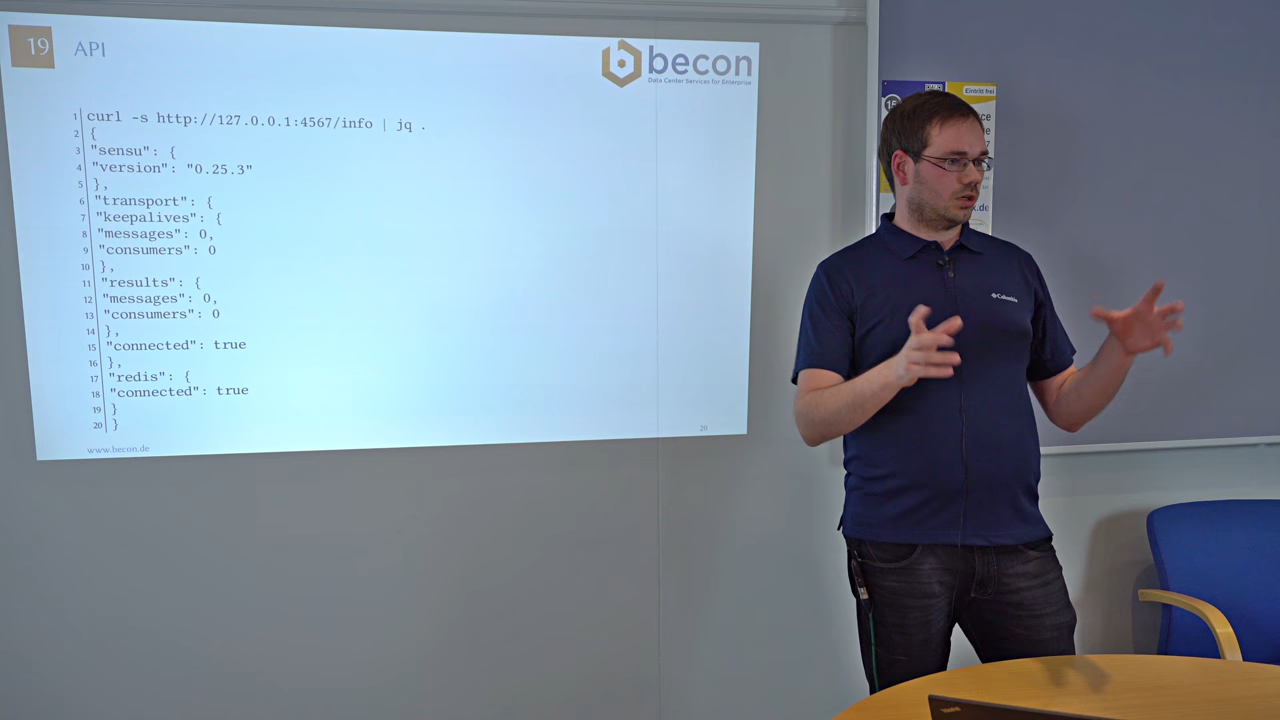 19 API
becon
Data Center Services for Enterprise
1 curl -s http://127.0.0.1:4567/info | jq .
2 {
3 "sensu": {
4 "version": "0.25.3"
5 },
6 "transport": {
7 "keepalives": {
8 "messages": 0,
9 "consumers": 0
10 },
11 "results": {
12 "messages": 0,
13 "consumers": 0
14 },
15 "connected": true
16 },
17 "redis": {
18 "connected": true
19 }
20 }
www.becon.de
20
Eintritt frei
Columbia